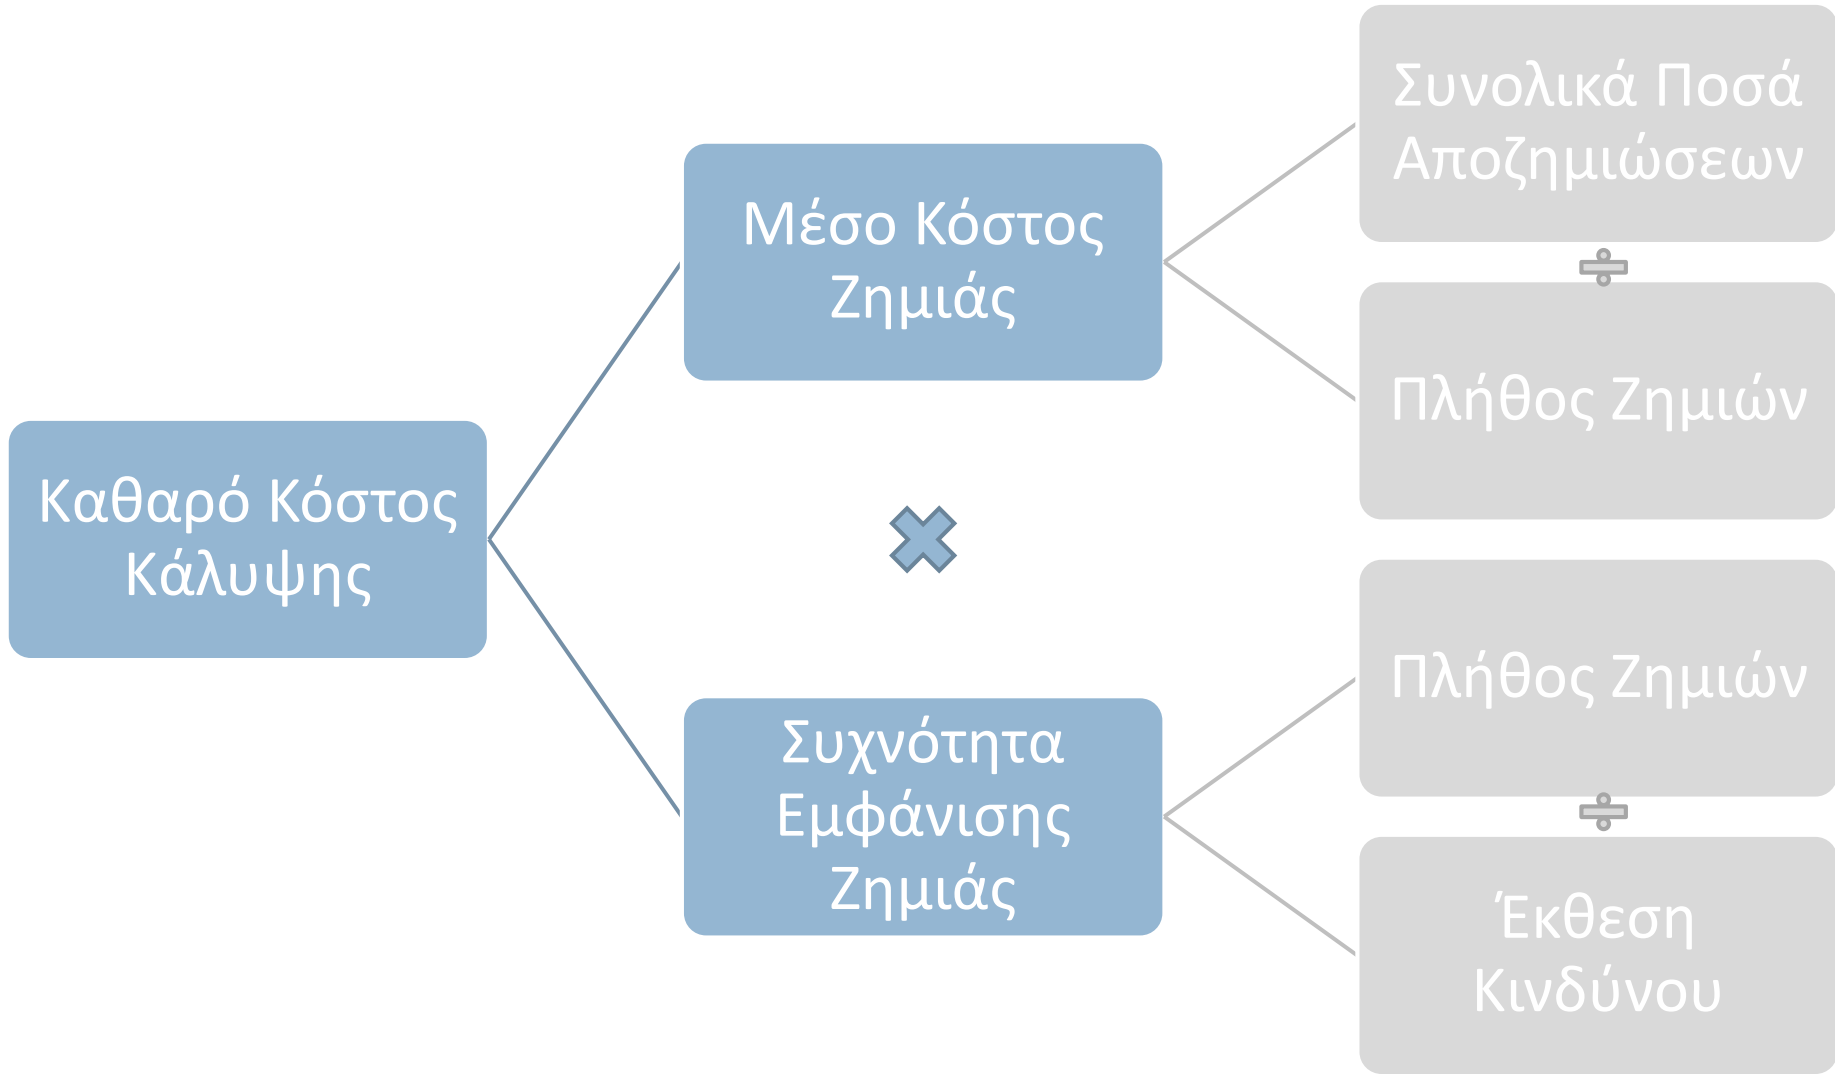 Καθαρό Κόστος
Κάλυψης
Μέσο Κόστος
Ζημιάς
Συχνότητα
Εμφάνισης
Ζημιάς
Συνολικά Ποσά
Αποζημιώσεων
Πλήθος Ζημιών
Πλήθος Ζημιών
Έκθεση
Κινδύνου